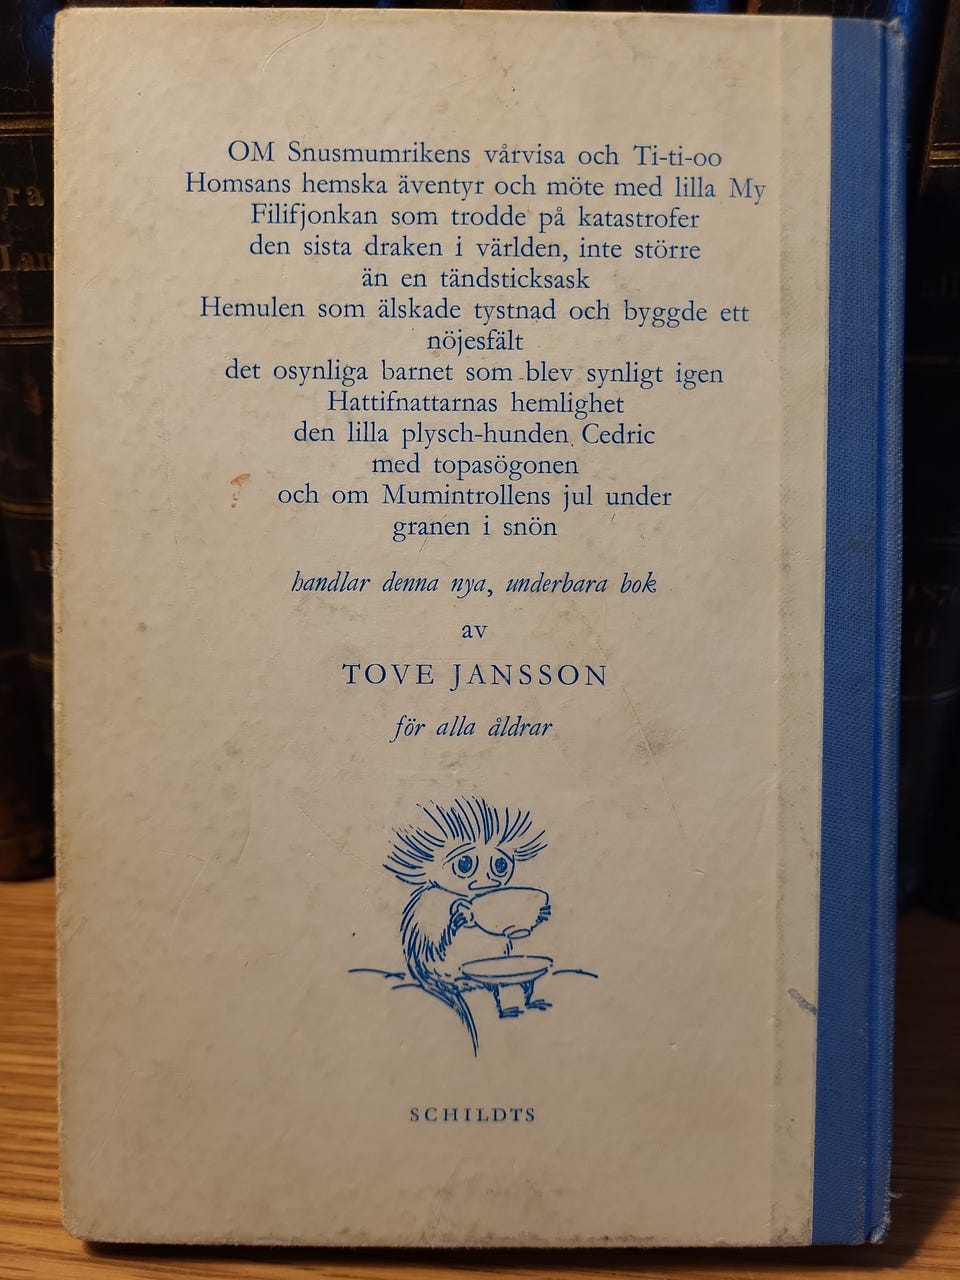 OM Snusmumrikens vårvisa och Ti-ti-oo
Homsans hemska äventyr och möte med lilla My
Filifjonkan som trodde på katastrofer
den sista draken i världen, inte större
än en tändsticksask
Hemulen som älskade tystnad och byggde ett
nöjesfält
det osynliga barnet som blev synligt igen
Hattifnattarnas hemlighet
den lilla plysch-hunden Cedric
med topasögonen
och om Mumintrollens jul under
granen i snön
handlar denna nya, underbara bok
av
TOVE JANSSON
för alla åldrar
SCHILDTS